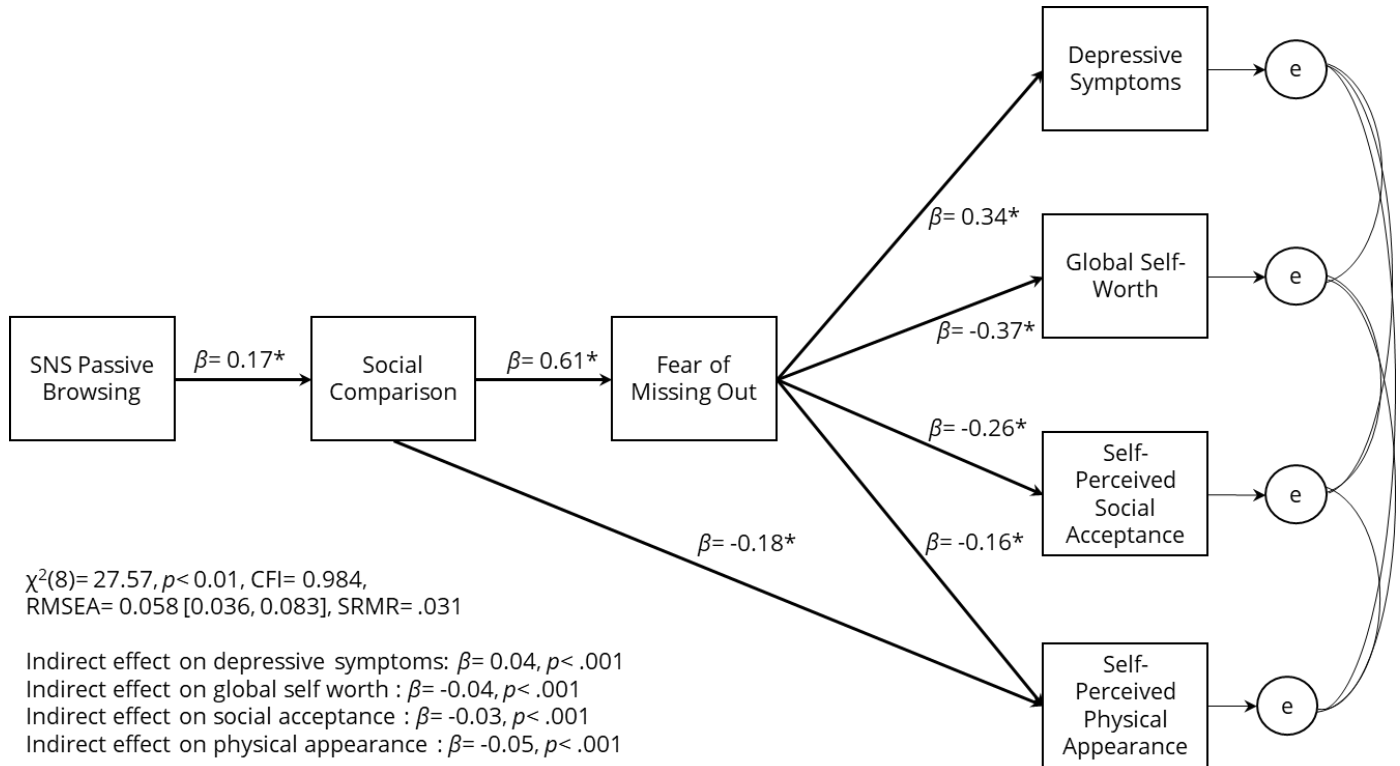 Depressive
Symptoms
e
β= 0.34*
Global Self-
Worth
e
β= -0.37*
SNS Passive
Browsing
β= 0.17*
Social
Comparison
β= 0.61*
Fear of
Missing Out
β= -0.26*
Self-
Perceived
Social
Acceptance
e
β= -0.18*
β= -0.16*
Self-
Perceived
Physical
Appearance
e
χ²(8)= 27.57, p< 0.01, CFI= 0.984,
RMSEA= 0.058 [0.036, 0.083], SRMR= .031
Indirect effect on depressive symptoms: β= 0.04, p< .001
Indirect effect on global self worth : β= -0.04, p< .001
Indirect effect on social acceptance : β= -0.03, p< .001
Indirect effect on physical appearance : β= -0.05, p< .001